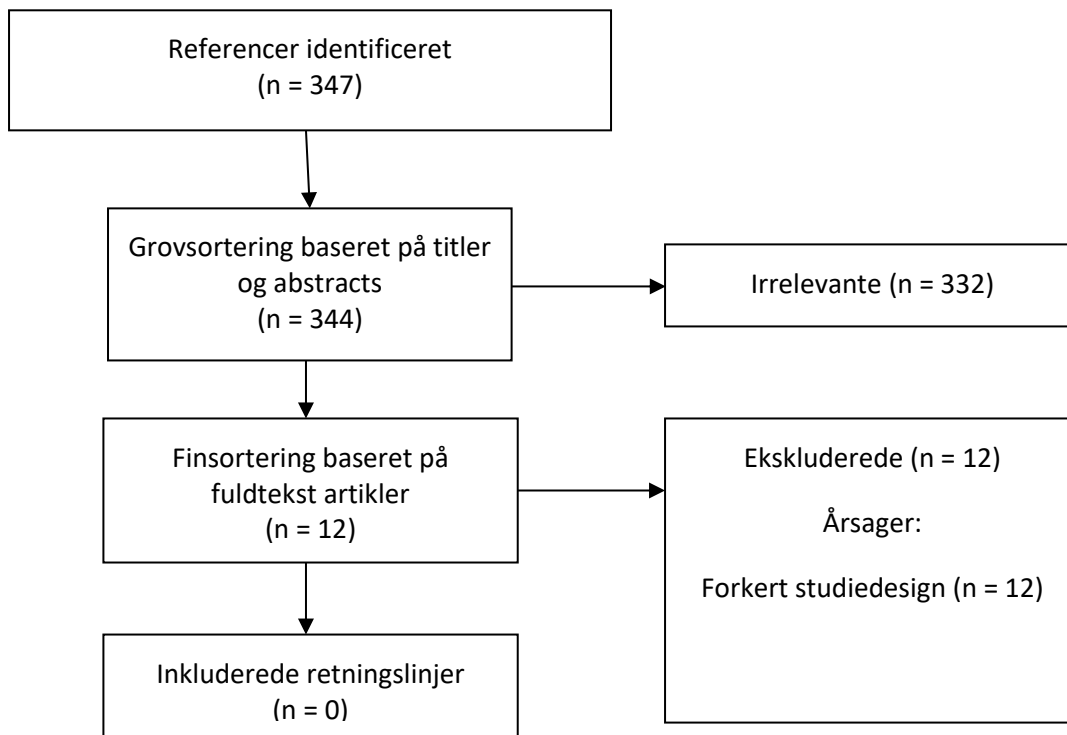 Referencer identificeret
(n = 347)
Grovsortering baseret på titler
og abstracts
(n = 344)
Irrelevante (n = 332)
Finsortering baseret på
fuldtekst artikler
(n = 12)
Ekskluderede (n = 12)
Årsager:
Forkert studiedesign (n = 12)
Inkluderede retningslinjer
(n = 0)